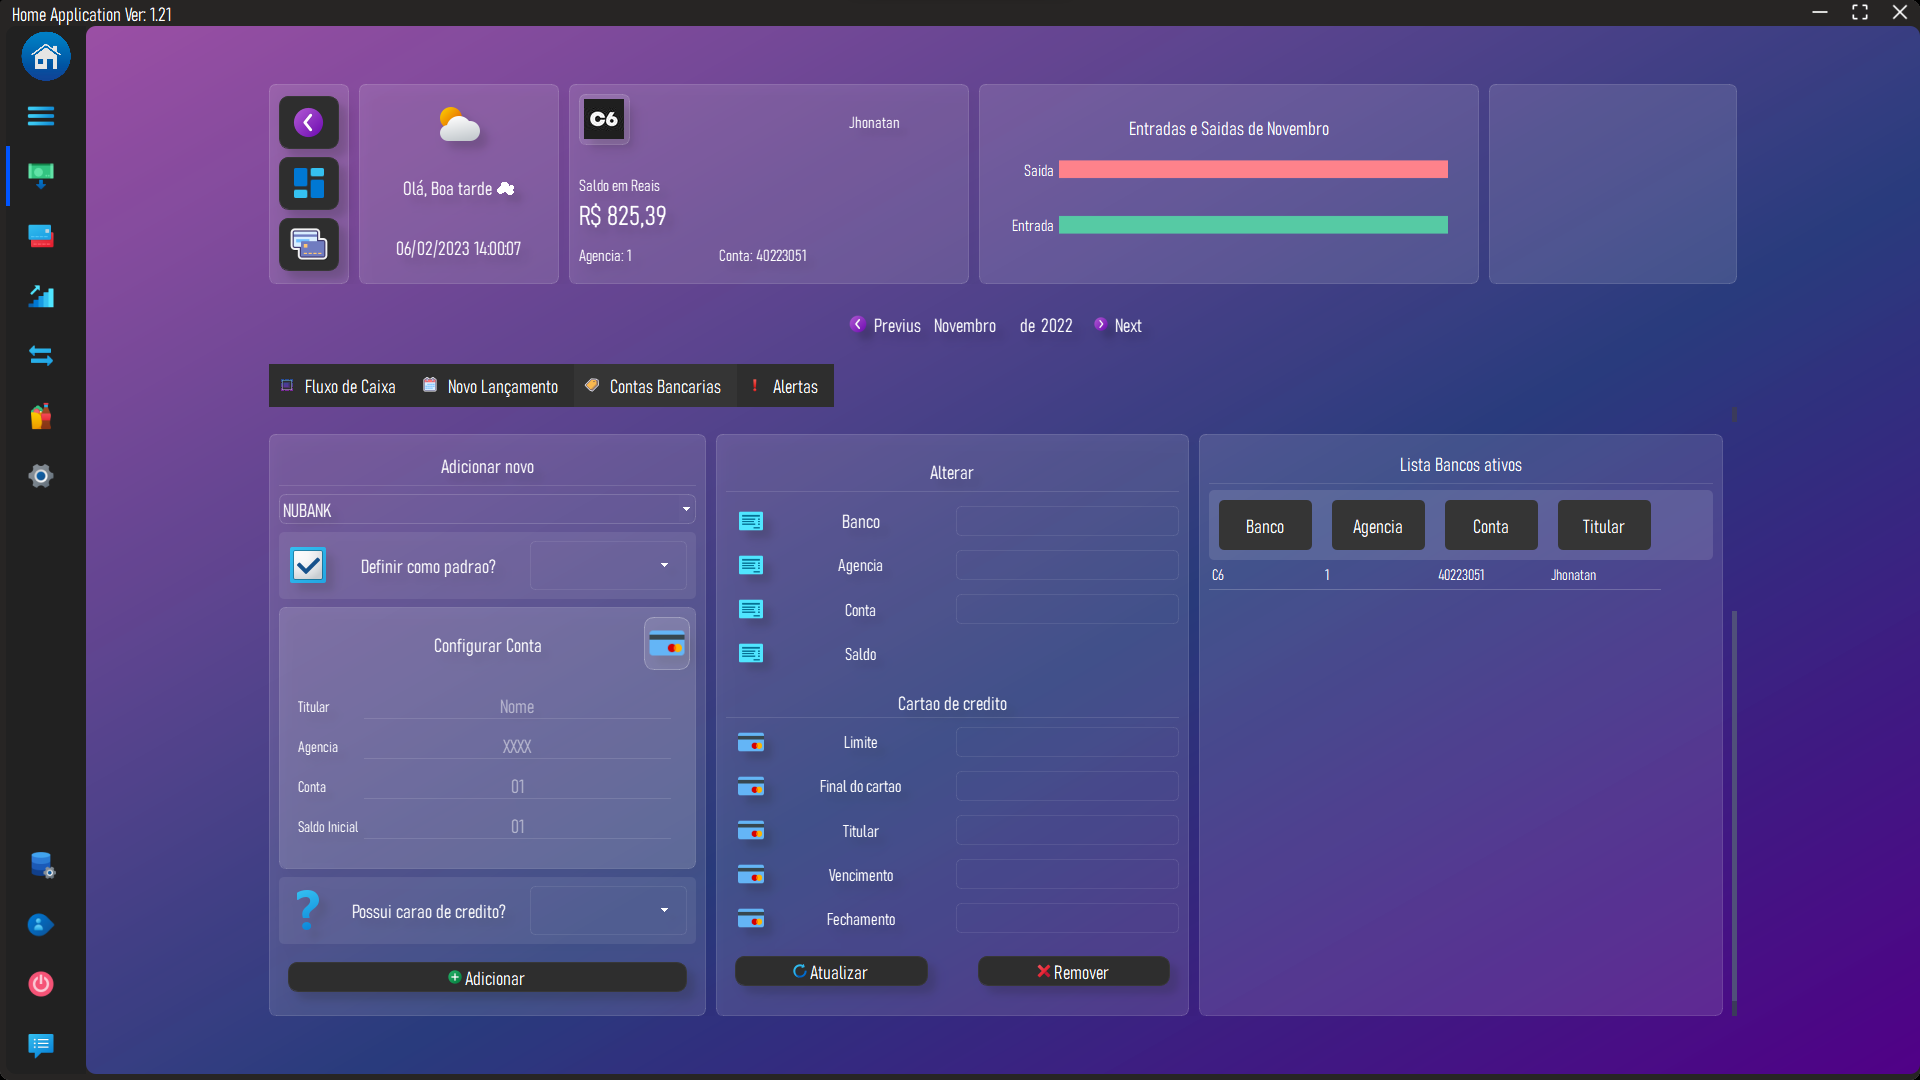 Home Application Ver: 1.21
Olá, Boa tarde
06/02/2023 14:00:07
C6
Jhonatan
Saldo em Reais
R$ 825,39
Agencia: 1
Conta: 40223051
Entradas e Saidas de Novembro
Saida
Entrada
Previus Novembro de 2022 Next
Fluxo de Caixa
Novo Lançamento
Contas Bancarias
Alertas
Adicionar novo
NUBANK
Definir como padrao?
Configurar Conta
Titular Nome
Agencia XXXX
Conta 01
Saldo Inicial 01
Possui carao de credito?
Adicionar
Alterar
Banco
Agencia
Conta
Saldo
Cartao de credito
Limite
Final do cartao
Titular
Vencimento
Fechamento
Atualizar
Remover
Lista Bancos ativos
Banco Agencia Conta Titular
C6 1 40223051 Jhonatan